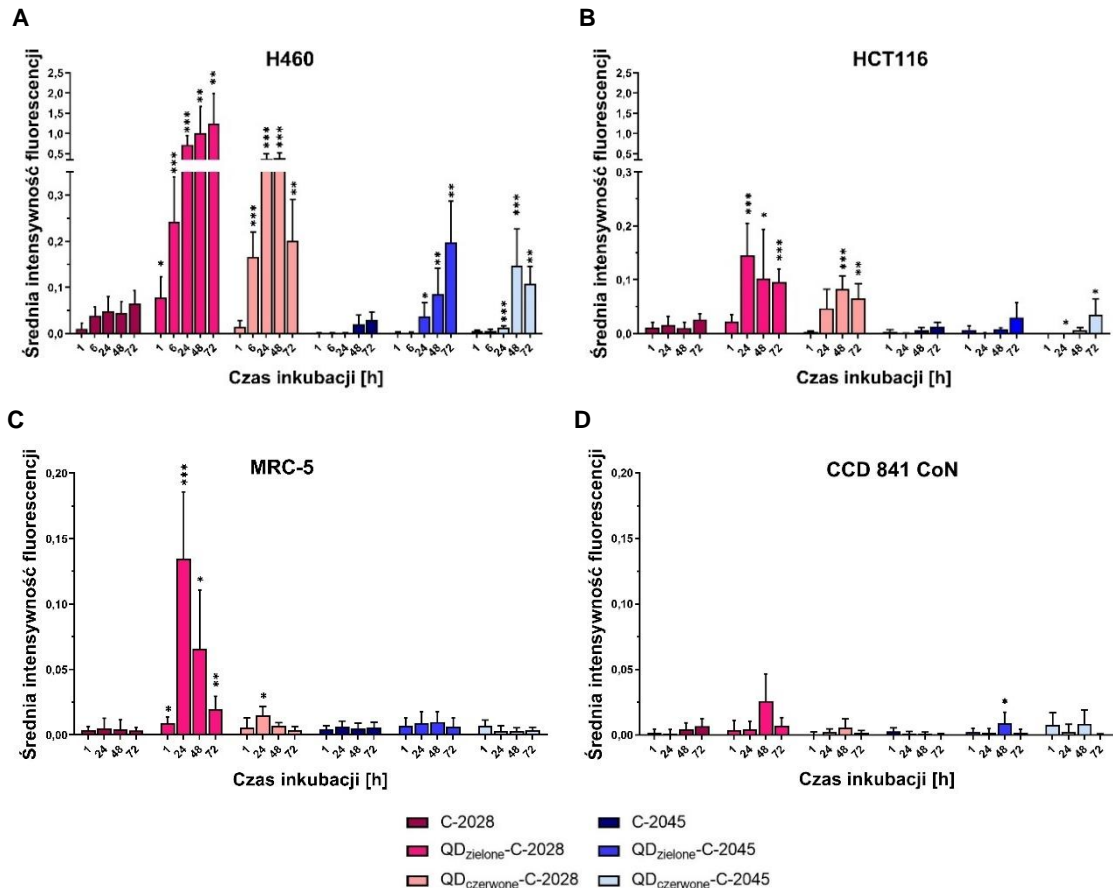 A
H460
Średnia intensywność fluorescencji
2,5
2,0
1,5
1,0
0,5
0,3
0,2
0,1
0,0
* *** *** ** **
*** *** *** **
* ** **
*** *** **
1 6 24 48 72 1 6 24 48 72 1 6 24 48 72 1 6 24 48 72 1 6 24 48 72 1 6 24 48 72
Czas inkubacji [h]
B
HCT116
Średnia intensywność fluorescencji
2,5
2,0
1,5
1,0
0,5
0,3
0,2
0,1
0,0
*** * ***
*** **
* *
1 24 48 72 1 24 48 72 1 24 48 72 1 24 48 72 1 24 48 72 1 24 48 72
Czas inkubacji [h]
C
MRC-5
Średnia intensywność fluorescencji
0,20
0,15
0,10
0,05
0,00
* *** * **
*
1 24 48 72 1 24 48 72 1 24 48 72 1 24 48 72 1 24 48 72 1 24 48 72
Czas inkubacji [h]
D
CCD 841 CoN
Średnia intensywność fluorescencji
0,20
0,15
0,10
0,05
0,00
*
1 24 48 72 1 24 48 72 1 24 48 72 1 24 48 72 1 24 48 72 1 24 48 72
Czas inkubacji [h]
C-2028
QDzielone-C-2028
QDczerwone-C-2028
C-2045
QDzielone-C-2045
QDczerwone-C-2045